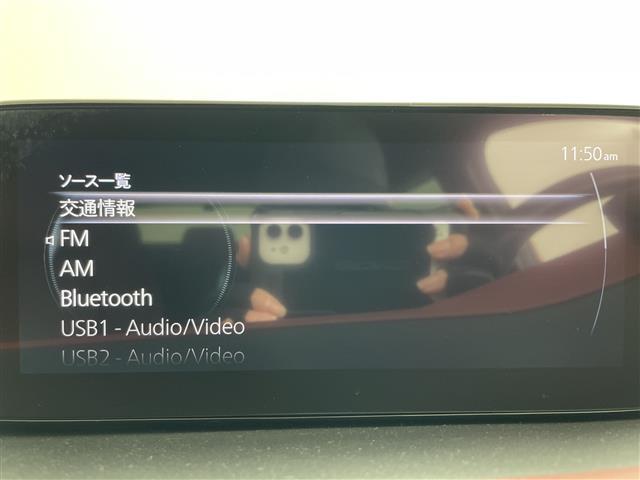 11:50am
ソース一覧
交通情報
FM
AM
Bluetooth
USB1 - Audio/Video
USB2 - Audio/Video